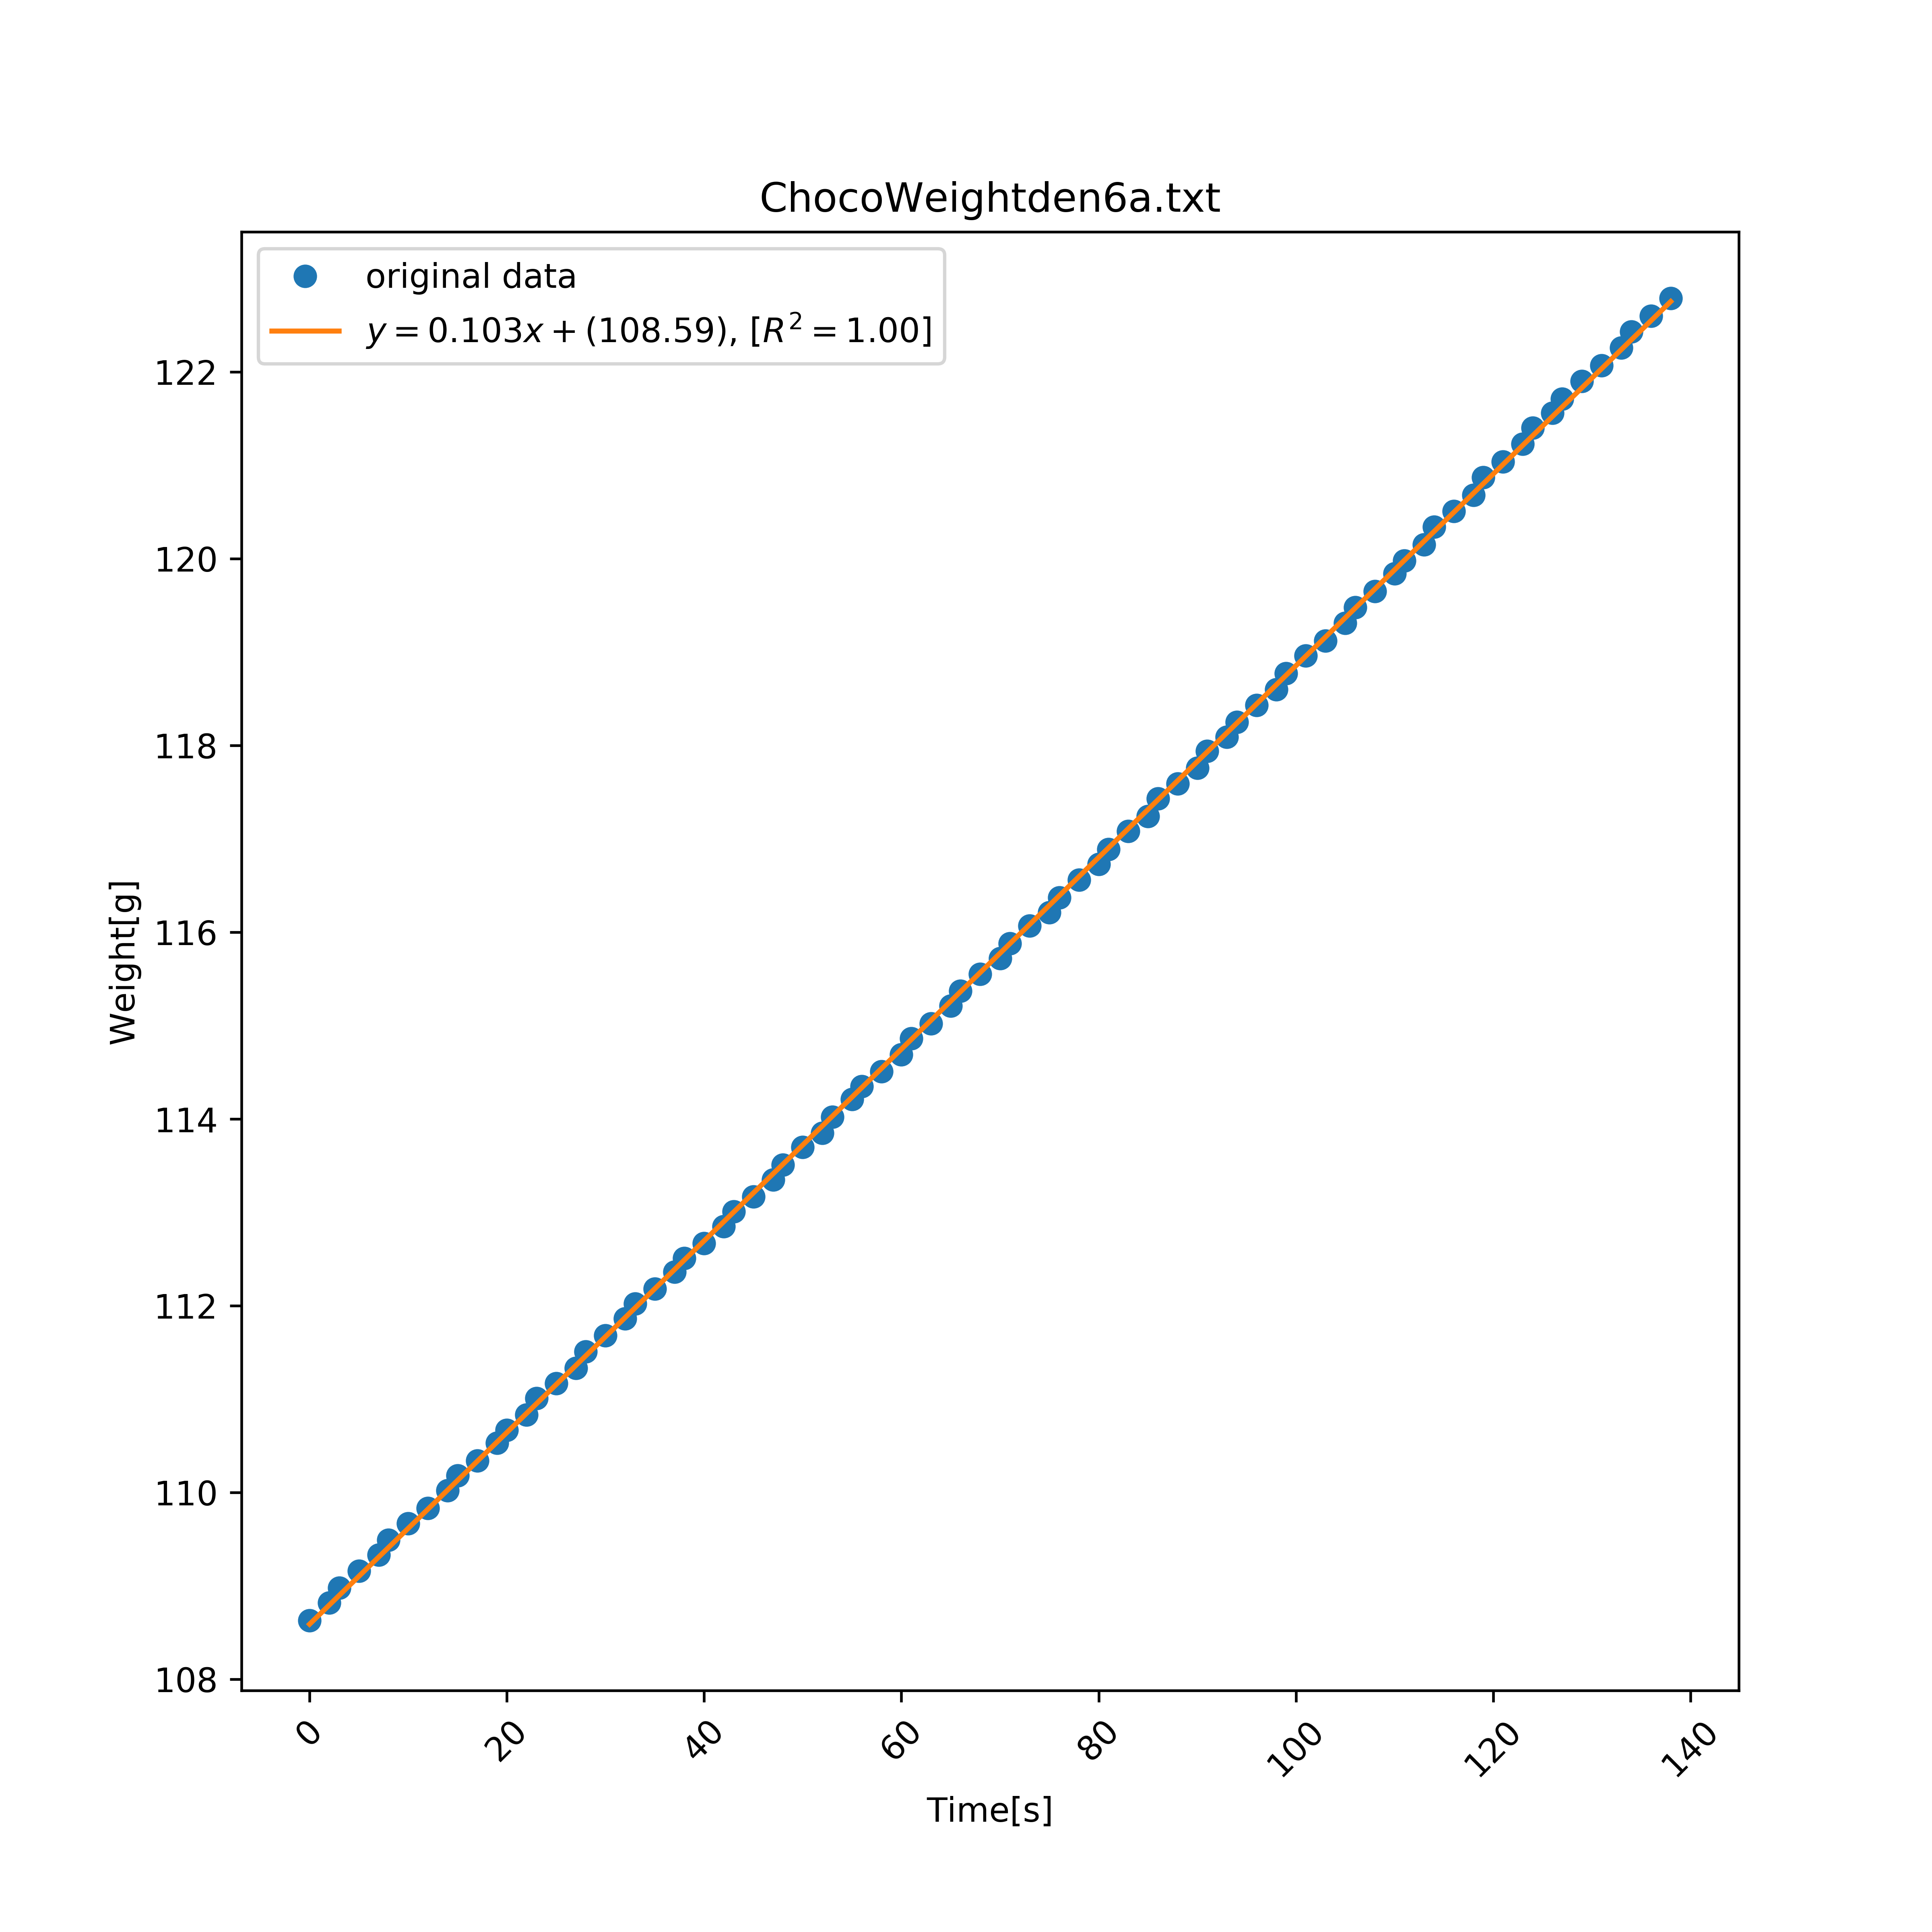 ChocoWeightden6a.txt
original data
y = 0.103x + (108.59), [R² = 1.00]
Weight[g]
122
120
118
116
114
112
110
108
0 20 40 60 80 100 120 140
Time[s]